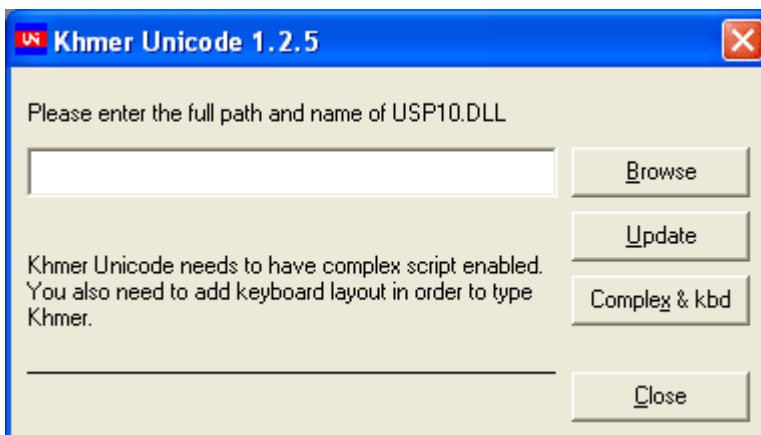 UN Khmer Unicode 1.2.5
Please enter the full path and name of USP10.DLL
Browse
Update
Khmer Unicode needs to have complex script enabled.
You also need to add keyboard layout in order to type
Khmer.
Complex & kbd
Close